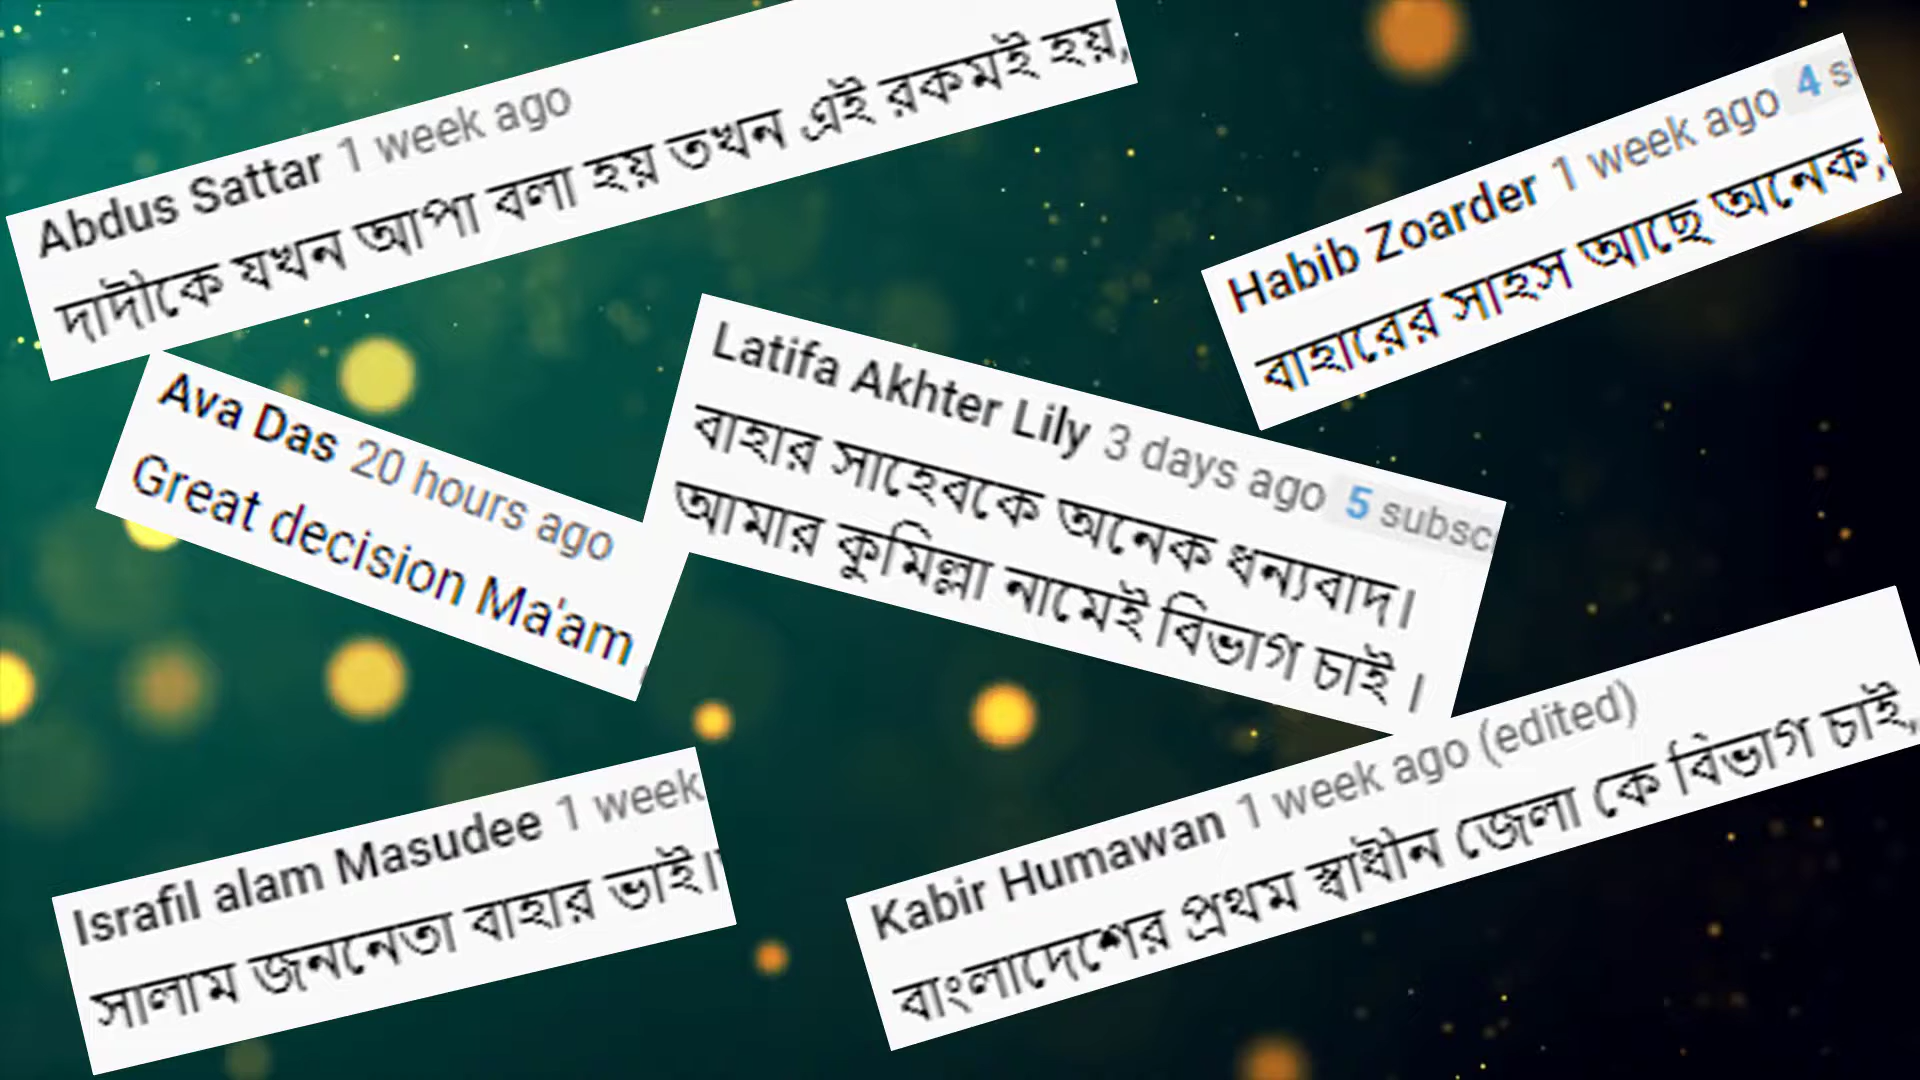 Abdus Sattar 1 week ago
দাদীকে যখন আপা বলা হয় তখন এই রকমই হয়,
Habib Zoarder 1 week ago 4
বাহারের সাহস আছে অনেক,
Ava Das 20 hours ago
Great decision Ma'am
Latifa Akhter Lily 3 days ago 5 subsc
বাহার সাহেবকে অনেক ধন্যবাদ।
আমার কুমিল্লা নামেই বিভাগ চাই ।
Israfil alam Masudee 1 week
সালাম জননেতা বাহার ভাই।
Kabir Humawan 1 week ago (edited)
বাংলাদেশের প্রথম স্বাধীন জেলা কে বিভাগ চাই,